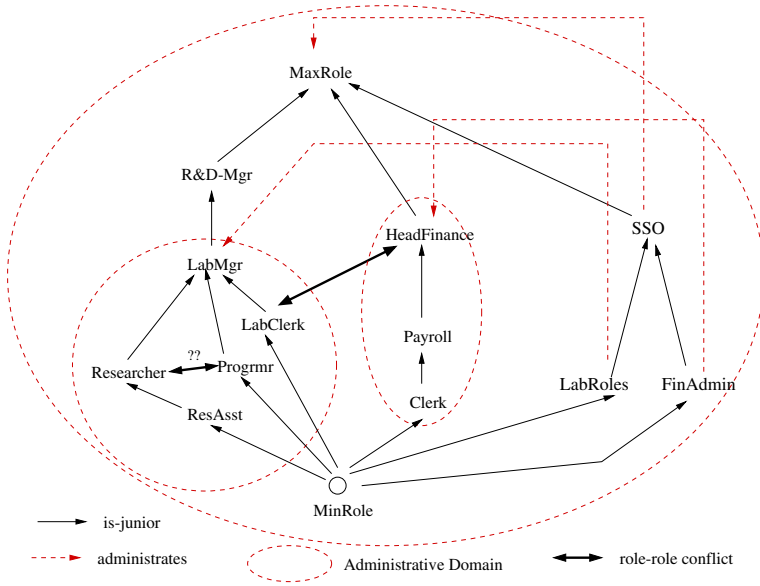 MaxRole
R&D-Mgr
SSO
HeadFinance
LabMgr
LabClerk
Payroll
??
Researcher
Progrmr
LabRoles
FinAdmin
Clerk
ResAsst
MinRole
is-junior
administrates
Administrative Domain
role-role conflict